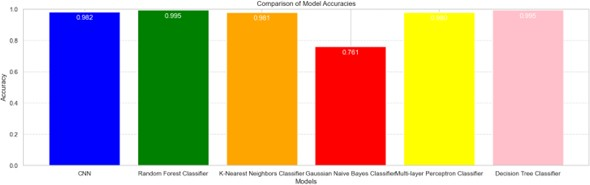 Comparison of Model Accuracies
1.0
0.8
0.6
0.4
0.2
0.0
Accuracy
0.982
0.995
0.981
0.761
CNN
Random Forest Classifier
K-Nearest Neighbors Classifier
Gaussian Naive Bayes Classifier
Multi-layer Perceptron Classifier
Decision Tree Classifier
Models